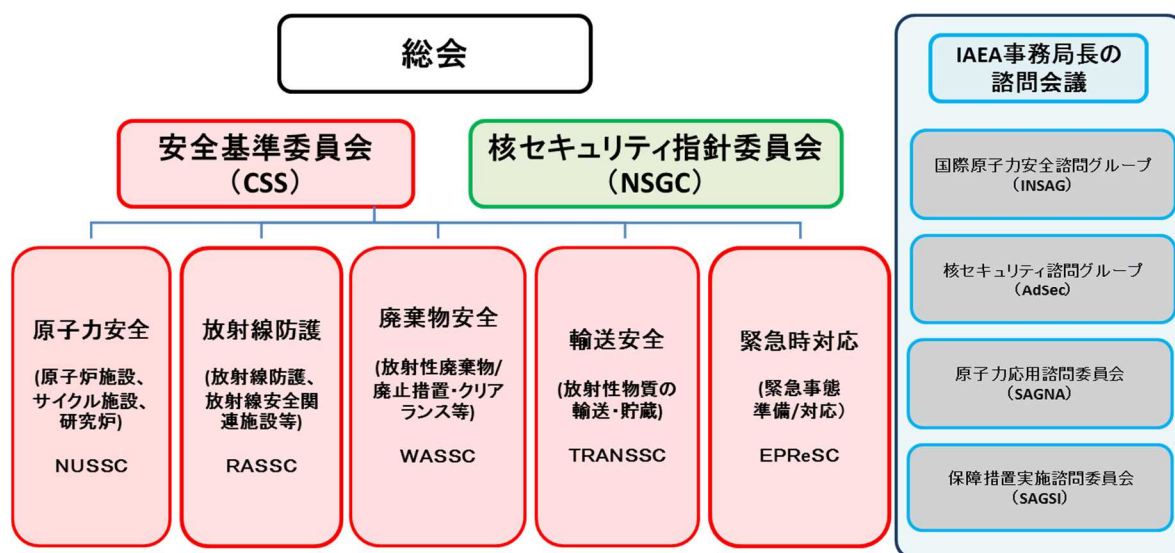 総会
安全基準委員会
（CSS）
核セキュリティ指針委員会
（NSGC）
原子力安全
(原子炉施設、
サイクル施設、
研究炉)
NUSSC
放射線防護
(放射線防護、
放射線安全関
連施設等)
RASSC
廃棄物安全
(放射性廃棄物/
廃止措置・クリア
ランス等)
WASSC
輸送安全
(放射性物質の
輸送・貯蔵)
TRANSSC
緊急時対応
(緊急事態
準備/対応）
EPReSC
IAEA事務局長の
諮問会議
国際原子力安全諮問グループ
（INSAG）
核セキュリティ諮問グループ
（AdSec）
原子力応用諮問委員会
（SAGNA）
保障措置実施諮問委員会
（SAGSI）